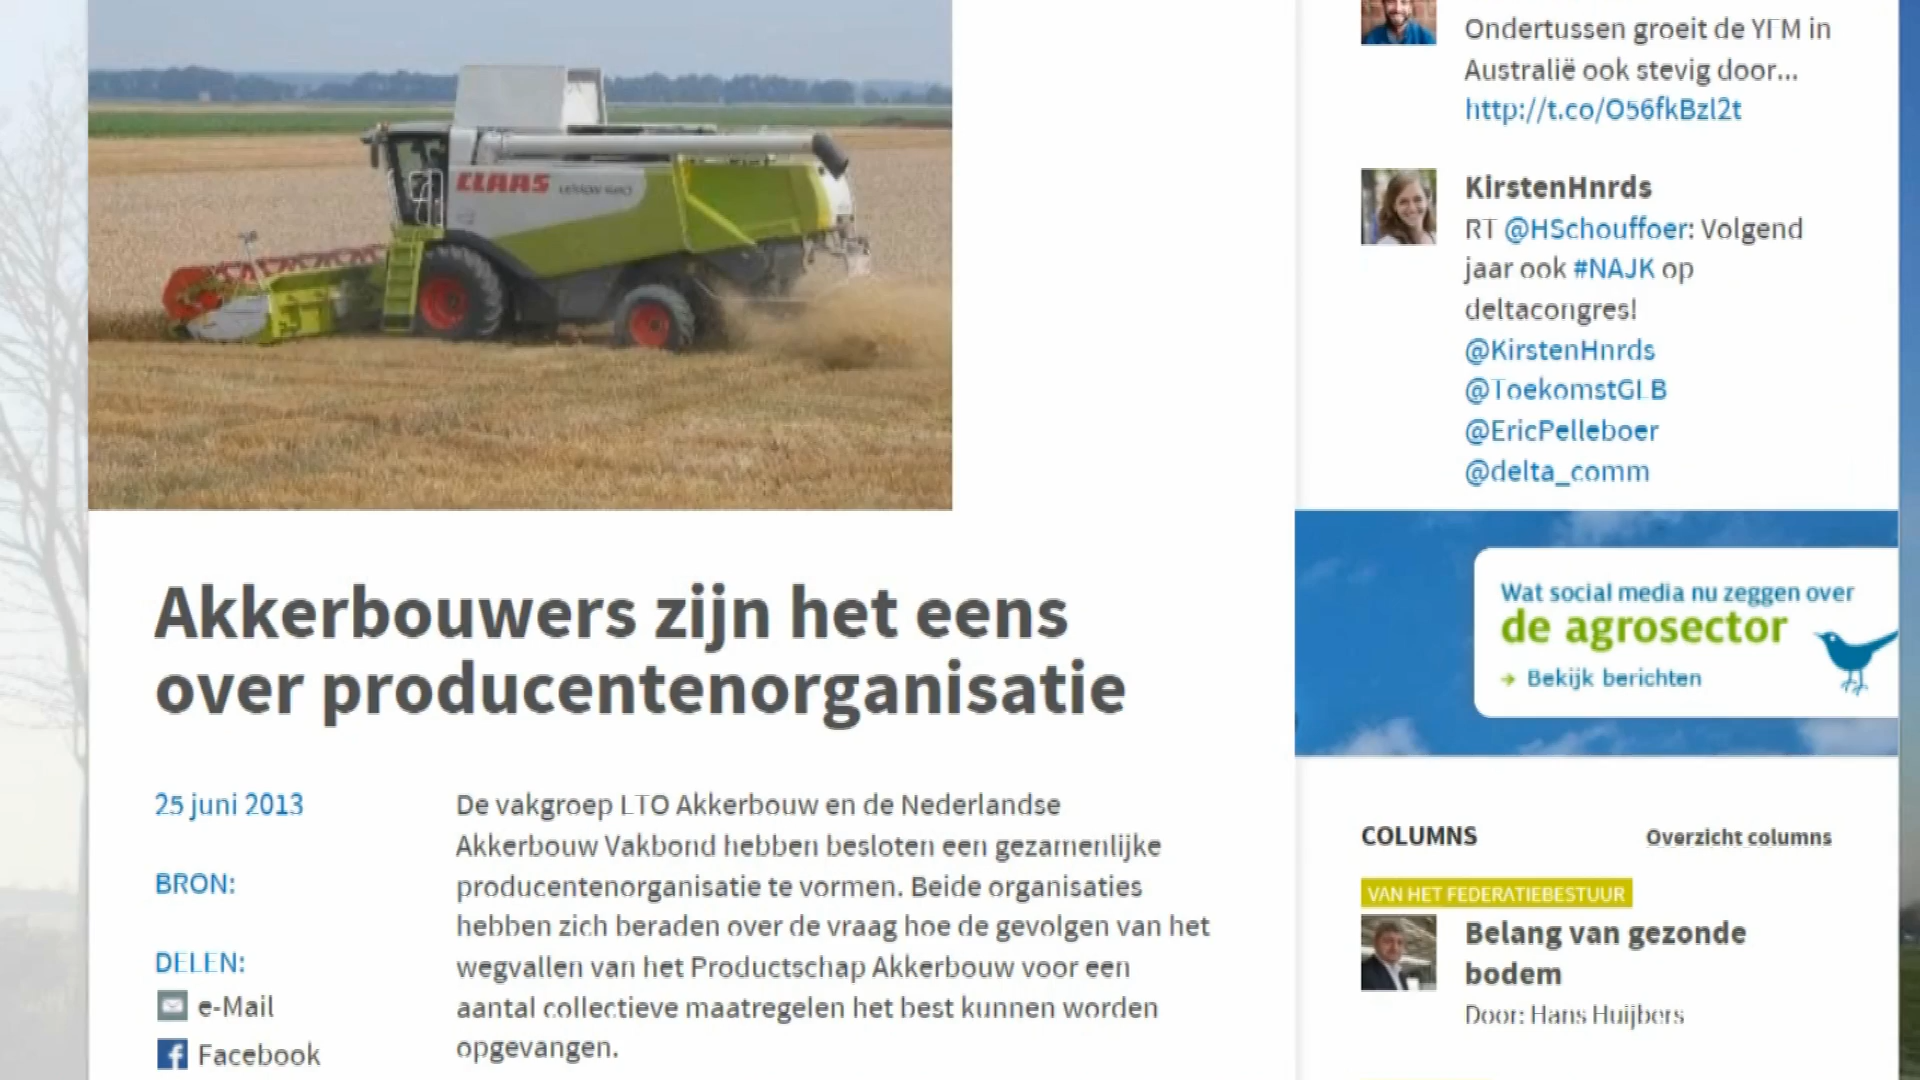 CLAAS
Akkerbouwers zijn het eens
over producentenorganisatie
25 juni 2013
BRON:
DELEN:
e-Mail
Facebook
De vakgroep LTO Akkerbouw en de Nederlandse
Akkerbouw Vakbond hebben besloten een gezamenlijke
producentenorganisatie te vormen. Beide organisaties
hebben zich beraden over de vraag hoe de gevolgen van het
wegvallen van het Productschap Akkerbouw voor een
aantal collectieve maatregelen het best kunnen worden
opgevangen.
Ondertussen groeit de YFM in
Australië ook stevig door...
http://t.co/O56fkBzl2t
KirstenHnrds
RT @HSchouffoer: Volgend
jaar ook #NAJK op
deltacongres!
@KirstenHnrds
@ToekomstGLB
@EricPelleboer
@delta_comm
Wat social media nu zeggen over
de agrosector
Bekijk berichten
COLUMNS
Overzicht columns
VAN HET FEDERATIEBESTUUR
Belang van gezonde
bodem
Door: Hans Huijbers